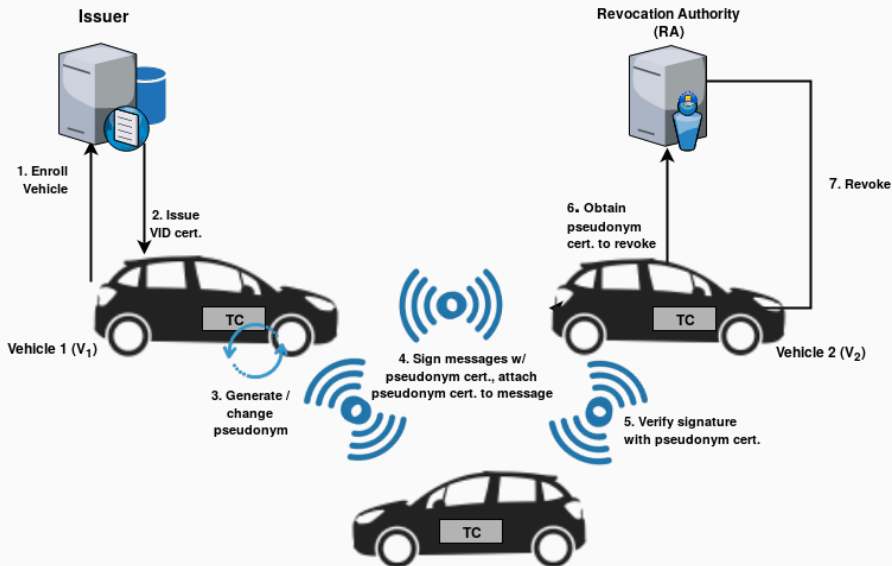 Issuer
Revocation Authority
(RA)
1. Enroll
Vehicle
2. Issue
VID cert.
6. Obtain
pseudonym
cert. to revoke
7. Revoke
TC
TC
Vehicle 1 (V1)
Vehicle 2 (V2)
3. Generate /
change
pseudonym
4. Sign messages w/
pseudonym cert., attach
pseudonym cert. to message
5. Verify signature
with pseudonym cert.
TC